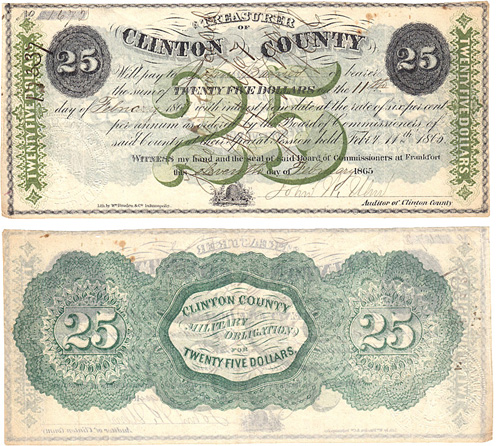 No
TREASURER
OF
CLINTON COUNTY
25
25
TWENTY FIVE DOLLARS
TWENTY FIVE DOLLARS
Will pay to Bearer
the sum of TWENTY FIVE DOLLARS the 11th
day of 186 with interest from date at the rate of six per cent
per annum as ordered by the Board of Commissioners of
said County at their Special Session held Feb'y 11th 1865
WITNESS my hand and the seal of said Board of Commissioners at Frankfort
this day of 1865
Auditor of Clinton County
CLINTON COUNTY
MILITARY
OBLIGATION
FOR
TWENTY FIVE DOLLARS.
25
25